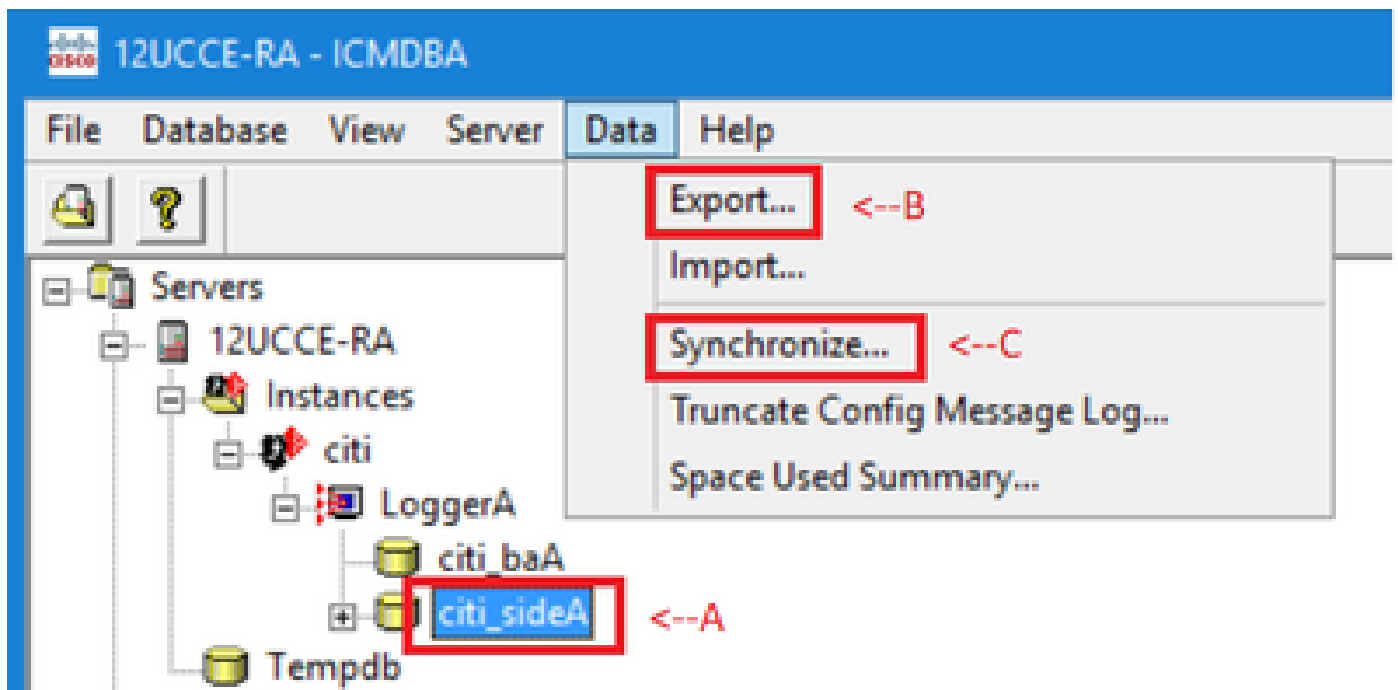 cisco 12UCCE-RA - ICMDBA
File Database View Server Data Help
Export... <--B
Import...
Synchronize... <--C
Truncate Config Message Log...
Space Used Summary...
Servers
12UCCE-RA
Instances
citi
LoggerA
citi_baA
citi_sideA <--A
Tempdb